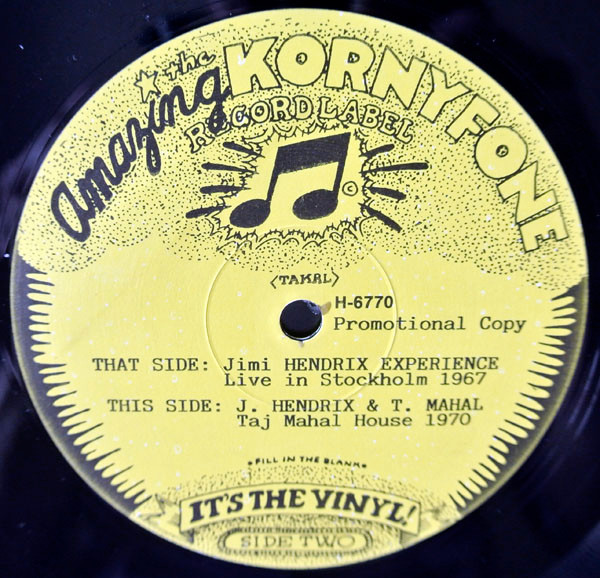 the
amazing KORNYFONE
RECORD LABEL
©
<TAKRL>
H-6770
Promotional Copy
THAT SIDE: Jimi HENDRIX EXPERIENCE
Live in Stockholm 1967
THIS SIDE: J. HENDRIX & T. MAHAL
Taj Mahal House 1970
•FILL IN THE BLANK•
IT'S THE VINYL!
SIDE TWO